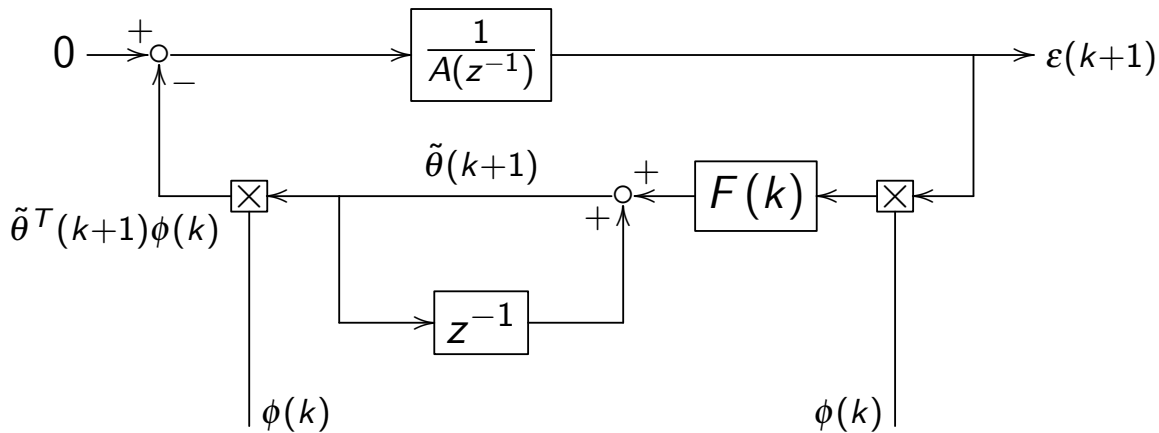 0
+
−
1
A(z⁻¹)
ε(k+1)
θ̃(k+1)
+
+
F(k)
×
×
θ̃ᵀ(k+1)ϕ(k)
z⁻¹
ϕ(k)
ϕ(k)